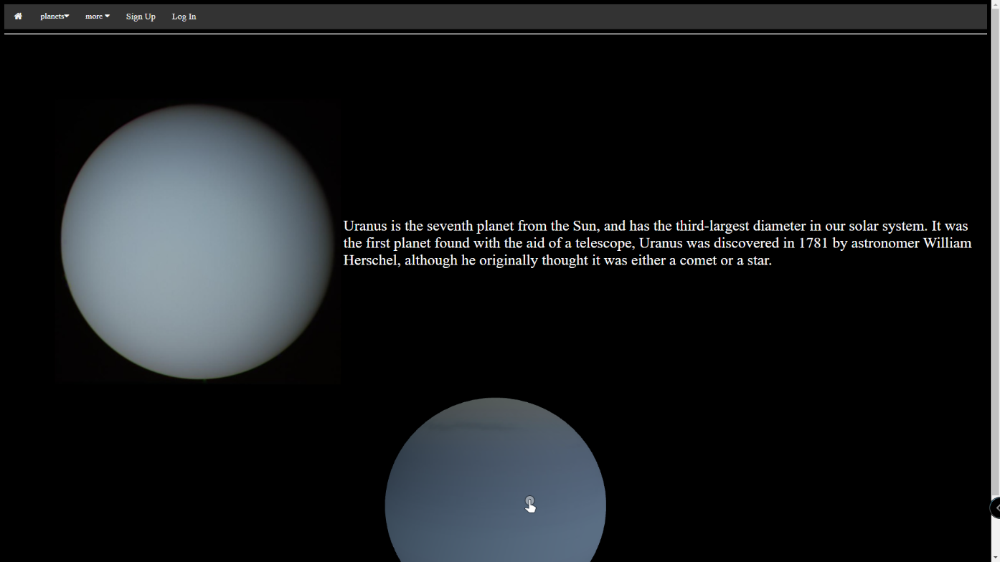 planets more Sign Up Log In
Uranus is the seventh planet from the Sun, and has the third-largest diameter in our solar system. It was
the first planet found with the aid of a telescope, Uranus was discovered in 1781 by astronomer William
Herschel, although he originally thought it was either a comet or a star.